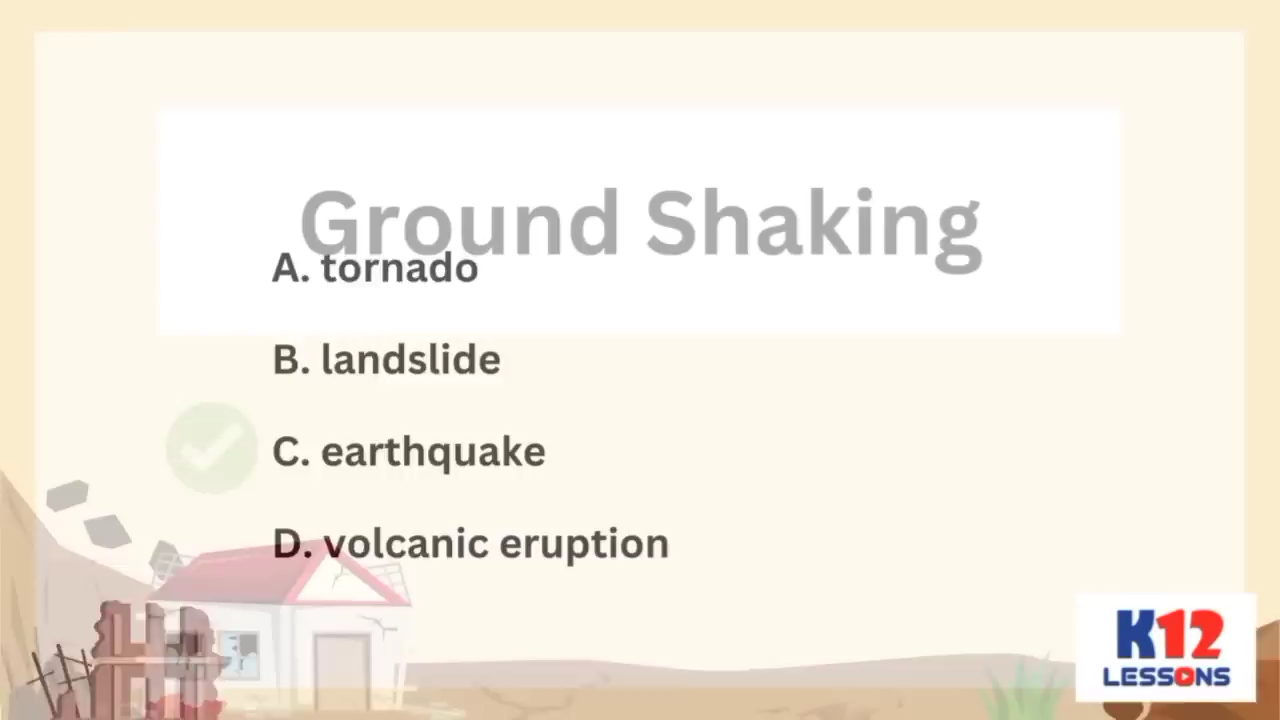 Ground Shaking
A. tornado
B. landslide
C. earthquake
D. volcanic eruption
K12
LESSONS